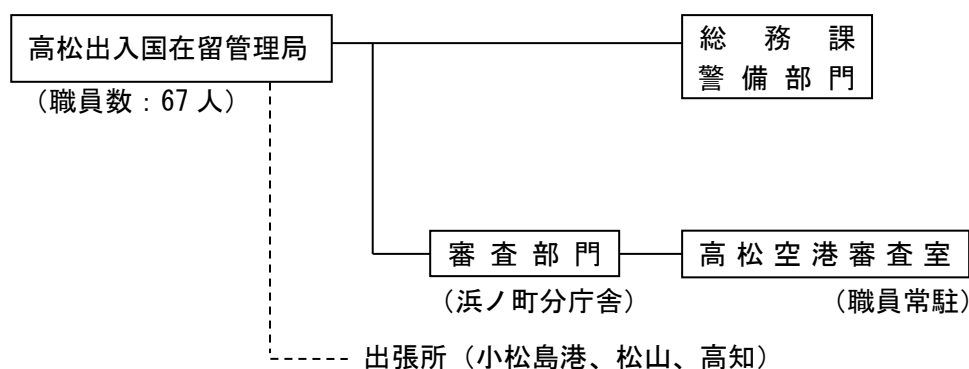 高松出入国在留管理局
（職員数：67人）
総務課
警備部門
審査部門
（浜ノ町分庁舎）
高松空港審査室
（職員常駐）
出張所（小松島港、松山、高知）